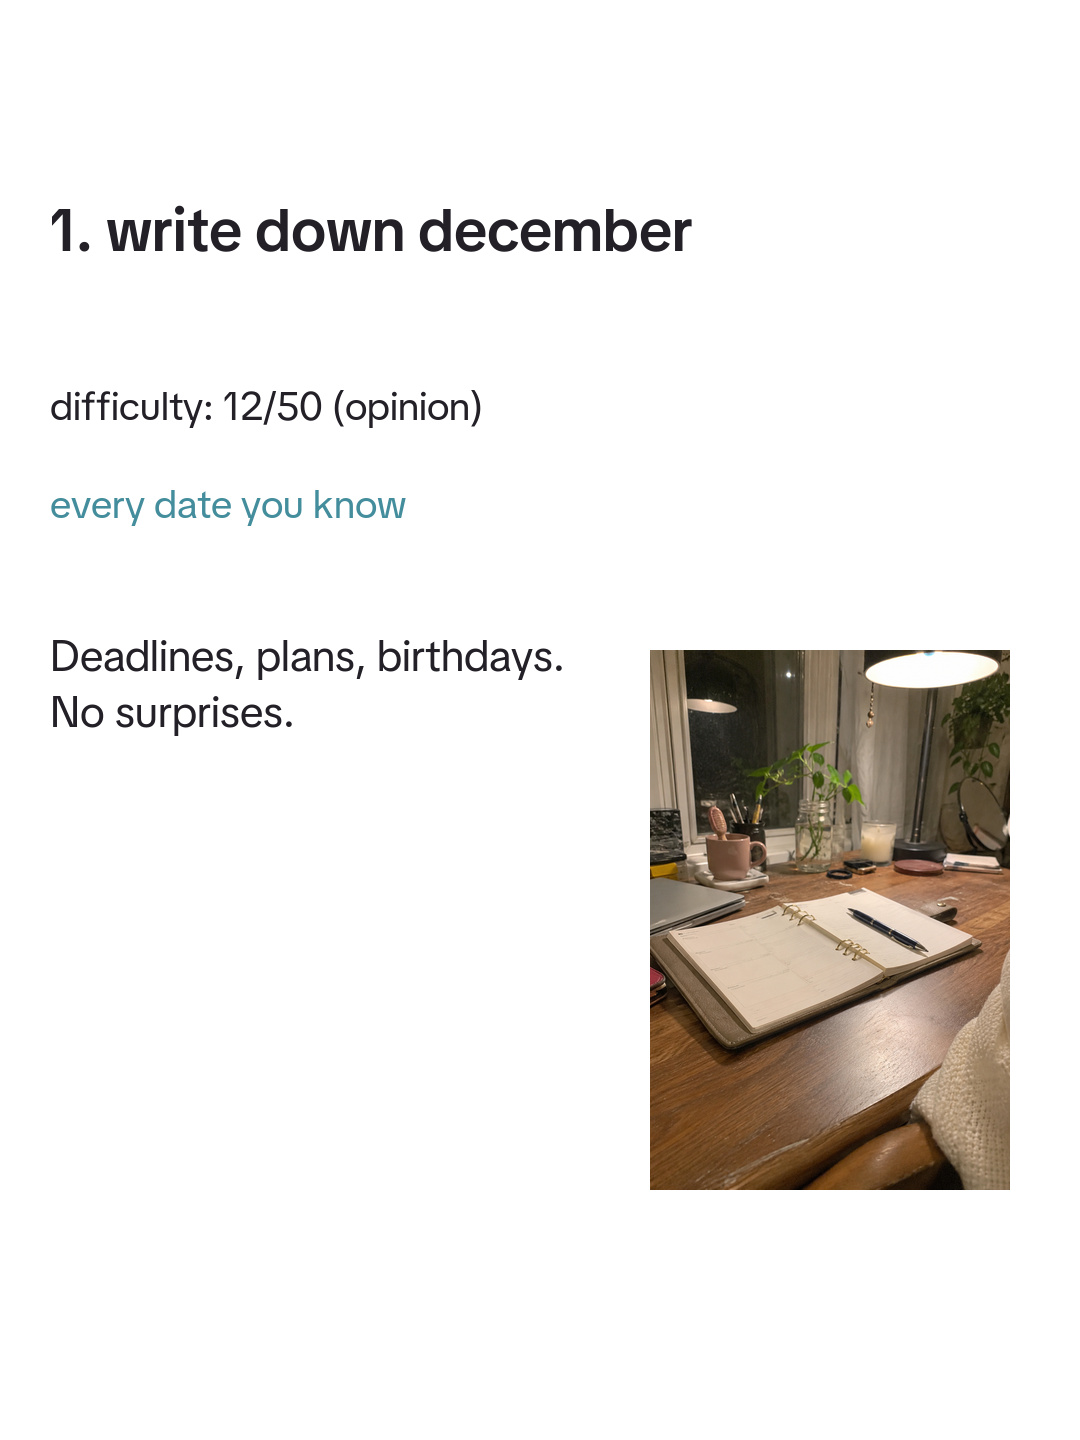 1. write down december
difficulty: 12/50 (opinion)
every date you know
Deadlines, plans, birthdays.
No surprises.